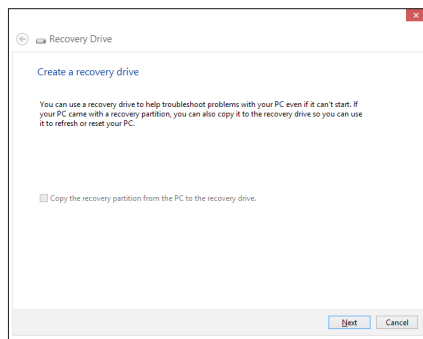 Recovery Drive
Create a recovery drive
You can use a recovery drive to help troubleshoot problems with your PC even if it can't start. If
your PC came with a recovery partition, you can also copy it to the recovery drive so you can use
it to refresh or reset your PC.
Copy the recovery partition from the PC to the recovery drive.
Next Cancel